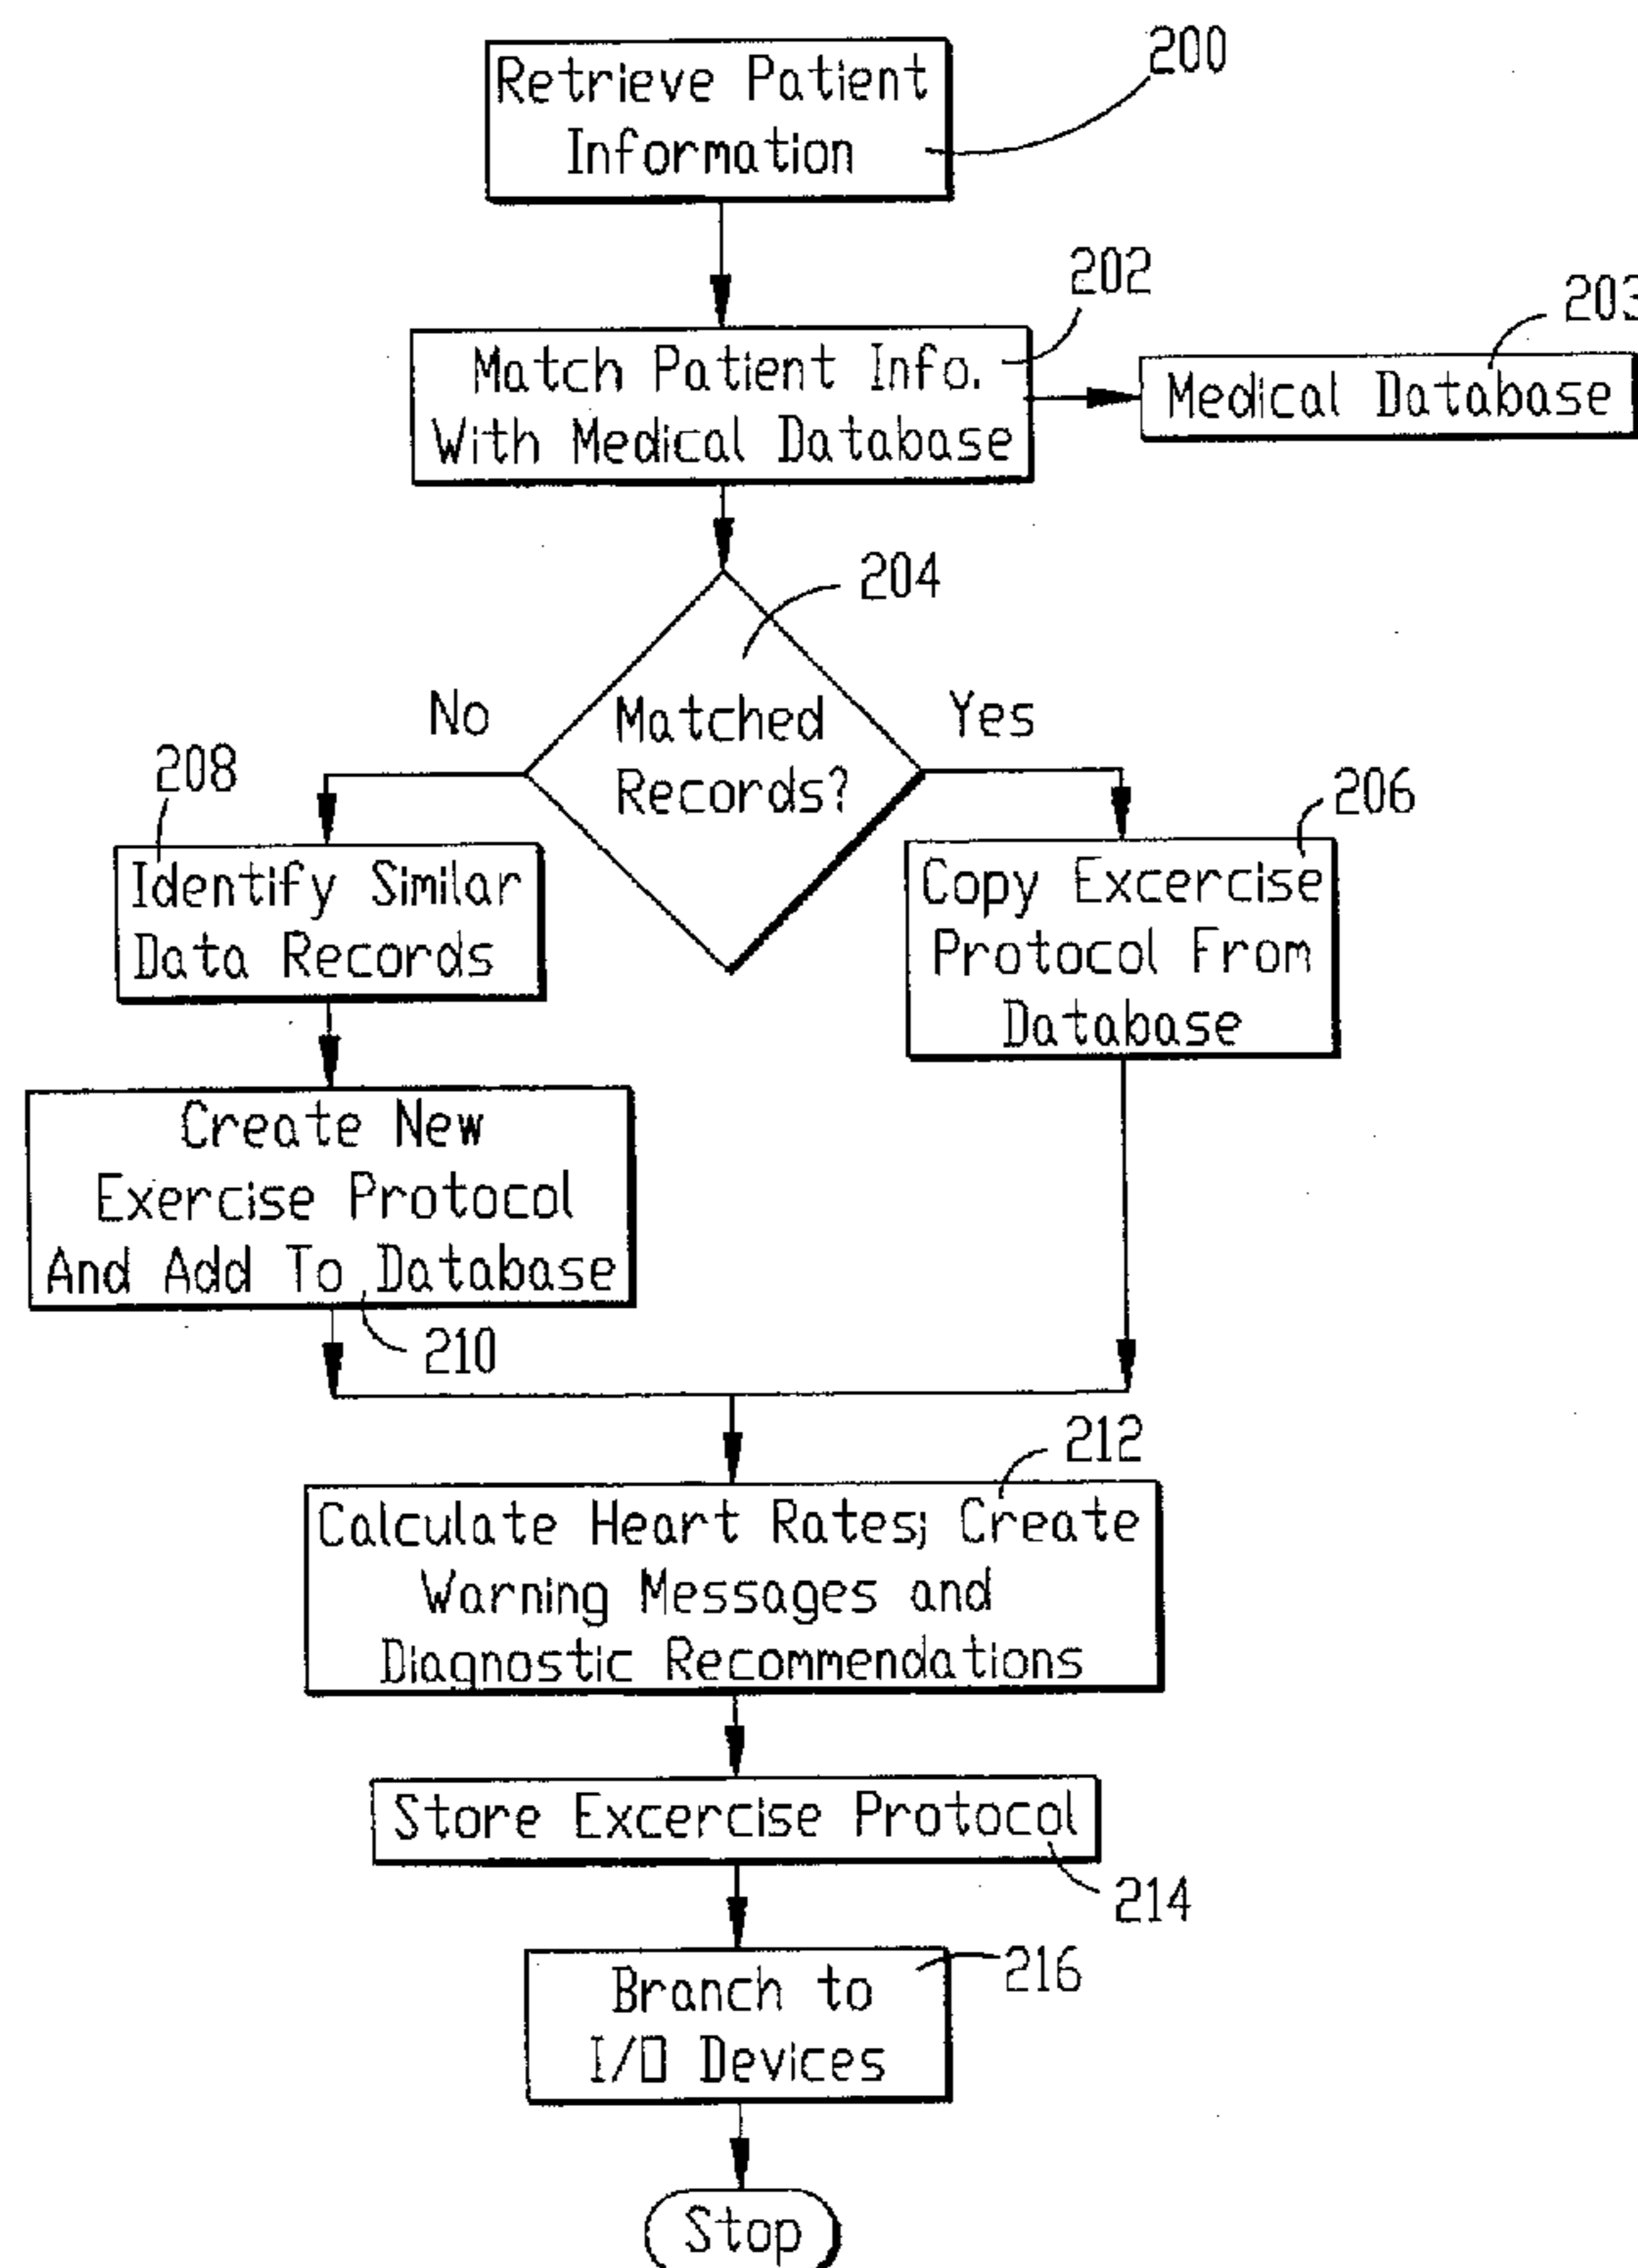 Retrieve Patient
Information
200
202
203
Match Patient Info.
With Medical Database
Medical Database
204
No
Matched
Records?
Yes
208
206
Identify Similar
Data Records
Copy Excercise
Protocol From
Database
Create New
Exercise Protocol
And Add To Database
210
212
Calculate Heart Rates; Create
Warning Messages and
Diagnostic Recommendations
Store Excercise Protocol
214
216
Branch to
I/O Devices
Stop